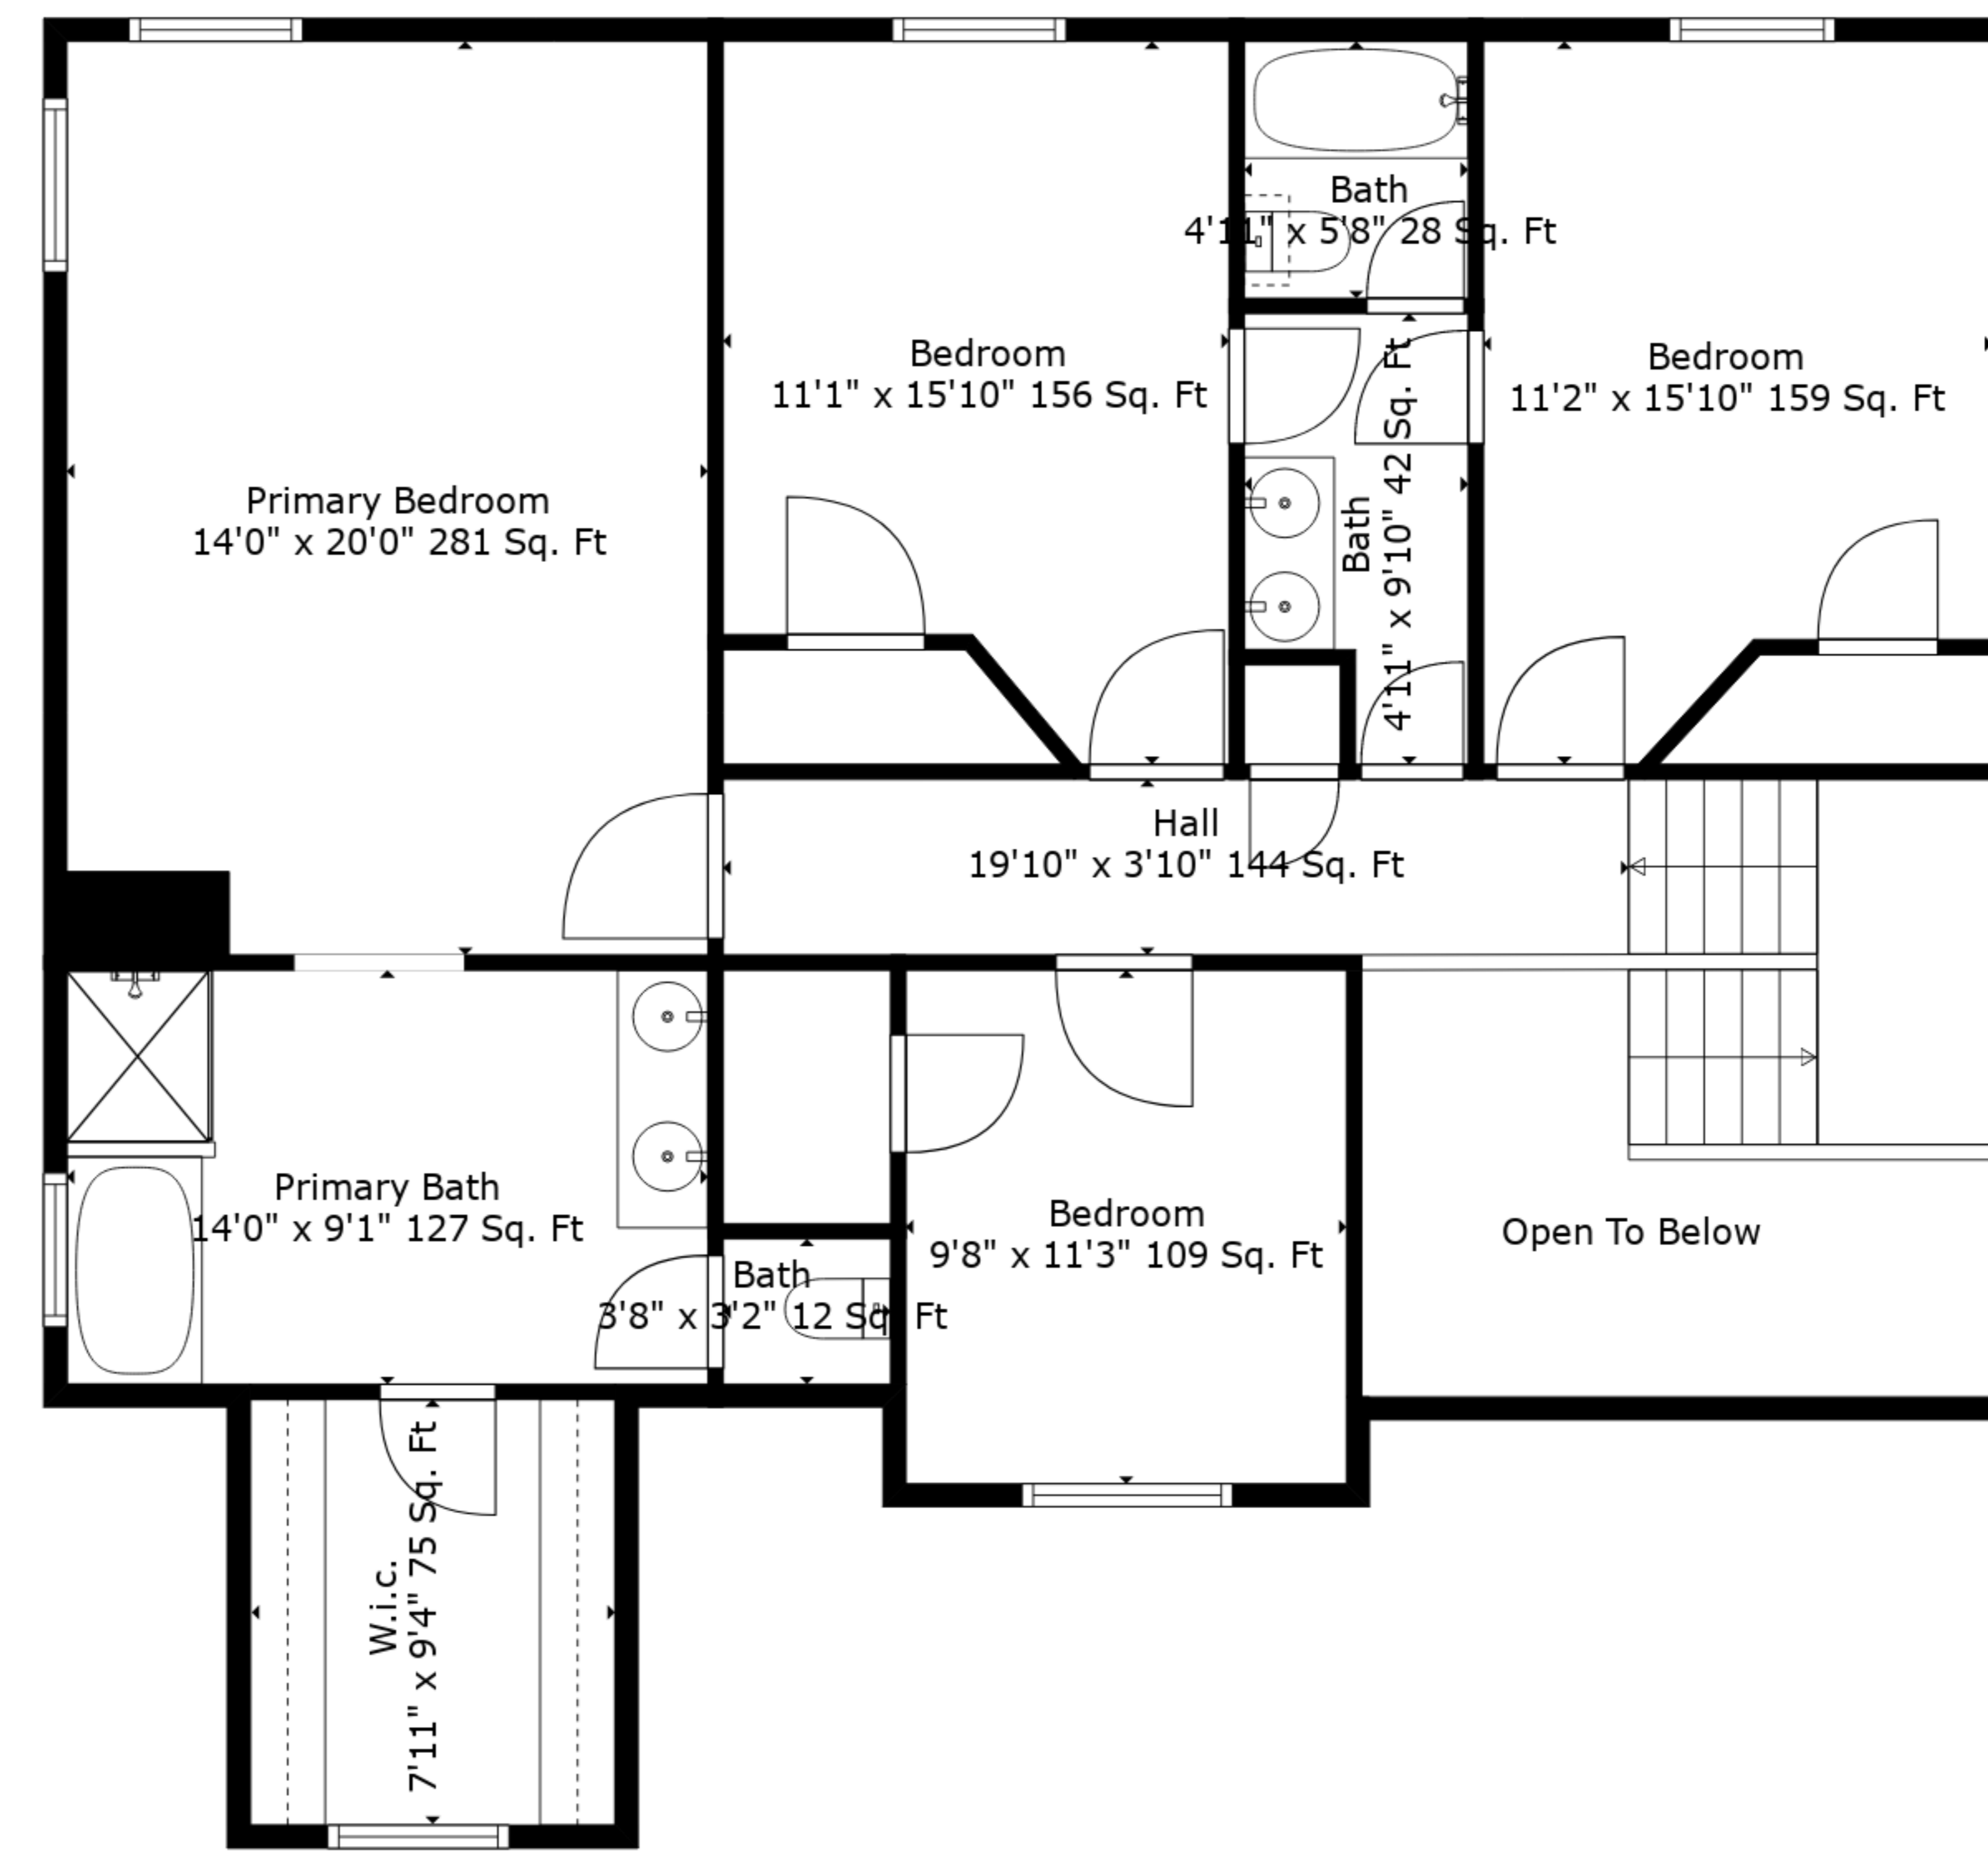 Bath
4'11" x 5'8" 28 Sq. Ft
Bedroom
11'1" x 15'10" 156 Sq. Ft
Bedroom
11'2" x 15'10" 159 Sq. Ft
Bath
4'11" x 9'10" 42 Sq. Ft
Primary Bedroom
14'0" x 20'0" 281 Sq. Ft
Hall
19'10" x 3'10" 144 Sq. Ft
Primary Bath
14'0" x 9'1" 127 Sq. Ft
Bedroom
9'8" x 11'3" 109 Sq. Ft
Open To Below
Bath
3'8" x 3'2" 12 Sq. Ft
W.i.c.
7'11" x 9'4" 75 Sq. Ft